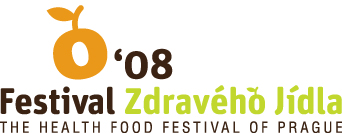 ‘08
Festival Zdravého Jídla
THE HEALTH FOOD FESTIVAL OF PRAGUE